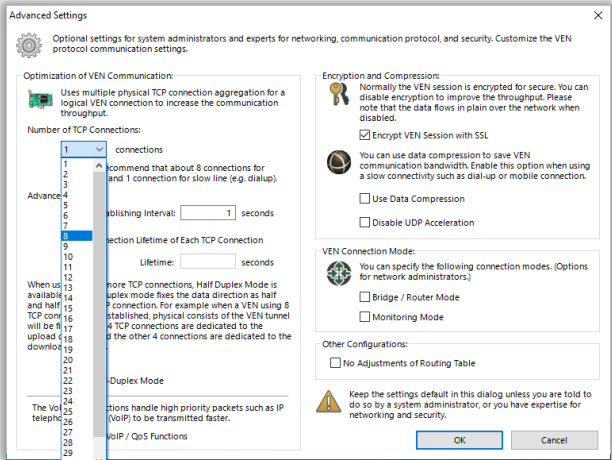 Advanced Settings
Optional settings for system administrators and experts for networking, communication protocol, and security. Customize the VEN
protocol communication settings.
Optimization of VEN Communication:
Uses multiple physical TCP connection aggregation for a
logical VEN connection to increase the communication
throughput.
Number of TCP Connections:
1 connections
1
2
3
4
5
6
7
8
9
10
11
12
13
14
15
16
17
18
19
20
21
22
23
24
25
26
27
28
29
commend that about 8 connections for
and 1 connection for slow line (e.g. dialup).
Advance
ablishing Interval: 1 seconds
nection Lifetime of Each TCP Connection
Lifetime: seconds
When us more TCP connections, Half Duplex Mode is
available uplex mode fixes the data direction as half
and half P connection. For example when a VEN using 8
TCP conn stablished, physical consists of the VEN tunnel
will be fi 4 TCP connections are dedicated to the
upload d the other 4 connections are dedicated to the
downloa
-Duplex Mode
The VoI ctions handle high priority packets such as IP
teleph (VoIP) to be transmitted faster.
VoIP / QoS Functions
Encryption and Compression:
Normally the VEN session is encrypted for secure. You can
disable encryption to improve the throughput. Please
note that the data flows in plain over the network when
disabled.
Encrypt VEN Session with SSL
You can use data compression to save VEN
communication bandwidth. Enable this option when using
a slow connectivity such as dial-up or mobile connection.
Use Data Compression
Disable UDP Acceleration
VEN Connection Mode:
You can specify the following connection modes. (Options
for network administrators.)
Bridge / Router Mode
Monitoring Mode
Other Configurations:
No Adjustments of Routing Table
Keep the settings default in this dialog unless you are told to
do so by a system administrator, or you have expertise for
networking and security.
OK
Cancel